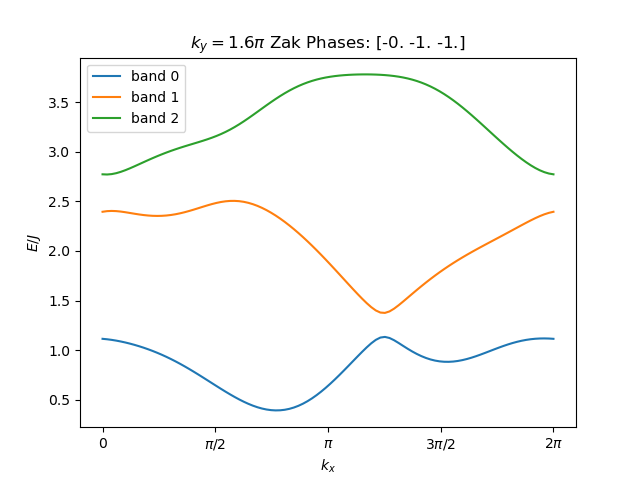 k_y = 1.6π Zak Phases: [-0. -1. -1.]
band 0
band 1
band 2
3.5
3.0
2.5
2.0
1.5
1.0
0.5
E/J
0 π/2 π 3π/2 2π
k_x